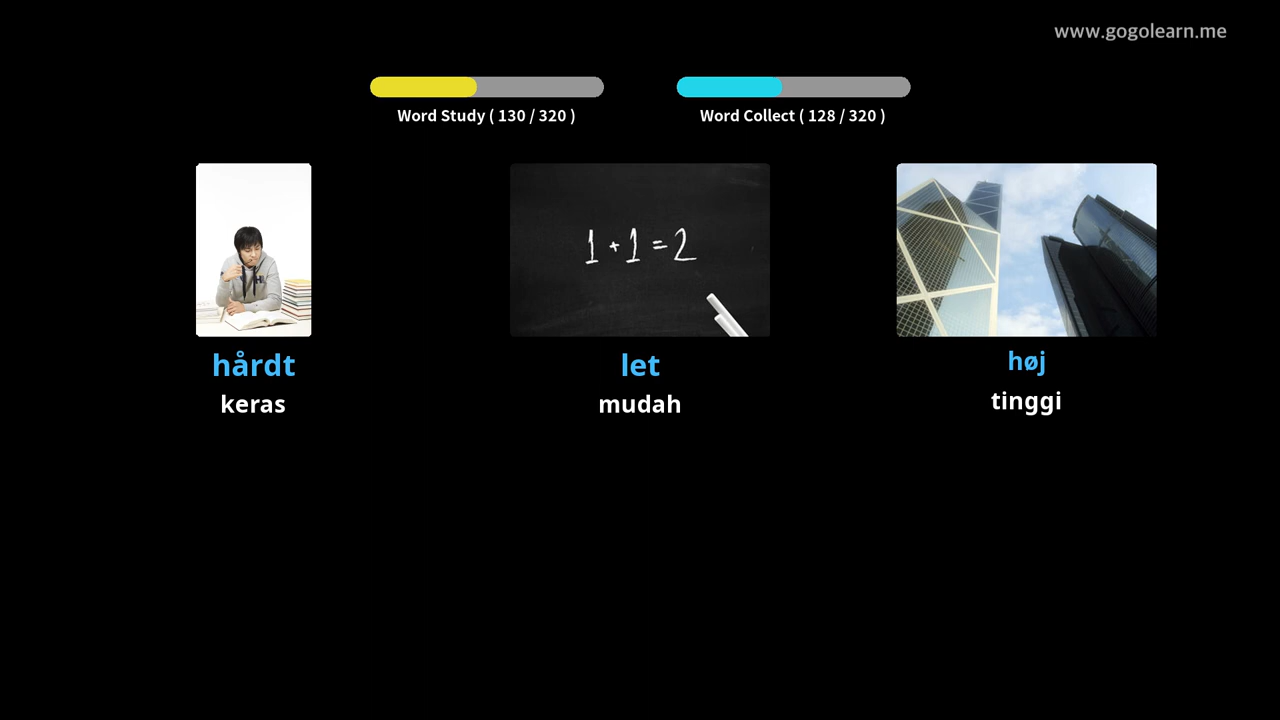 www.gogolearn.me
Word Study ( 130 / 320 )
Word Collect ( 128 / 320 )
1+1=2
hårdt
keras
let
mudah
høj
tinggi